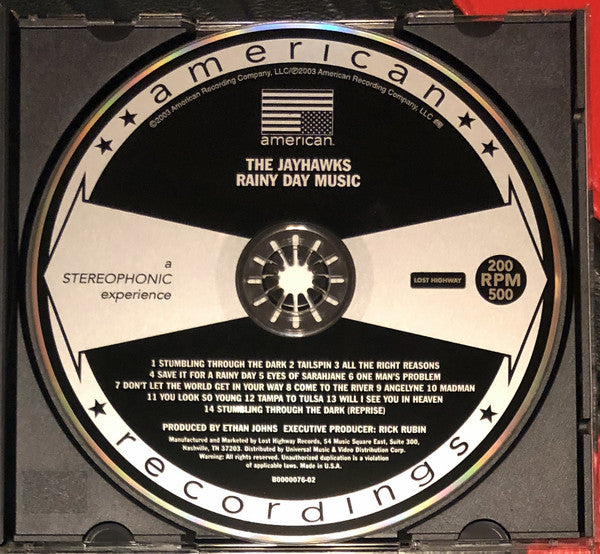 american
©2003 American Recording Company, LLC/℗2003 American Recording Company, LLC
american
THE JAYHAWKS
RAINY DAY MUSIC
a
STEREOPHONIC
experience
LOST HIGHWAY
200
RPM
500
1 STUMBLING THROUGH THE DARK 2 TAILSPIN 3 ALL THE RIGHT REASONS
4 SAVE IT FOR A RAINY DAY 5 EYES OF SARAHJANE 6 ONE MAN'S PROBLEM
7 DON'T LET THE WORLD GET IN YOUR WAY 8 COME TO THE RIVER 9 ANGELYNE 10 MADMAN
11 YOU LOOK SO YOUNG 12 TAMPA TO TULSA 13 WILL I SEE YOU IN HEAVEN
14 STUMBLING THROUGH THE DARK (REPRISE)
PRODUCED BY ETHAN JOHNS EXECUTIVE PRODUCER: RICK RUBIN
Manufactured and Marketed by Lost Highway Records, 54 Music Square East, Suite 300,
Nashville, TN 37203. Distributed by Universal Music & Video Distribution Corp.
Warning: All rights reserved. Unauthorized duplication is a violation
of applicable laws. Made in U.S.A.
B0000076-02
recordings